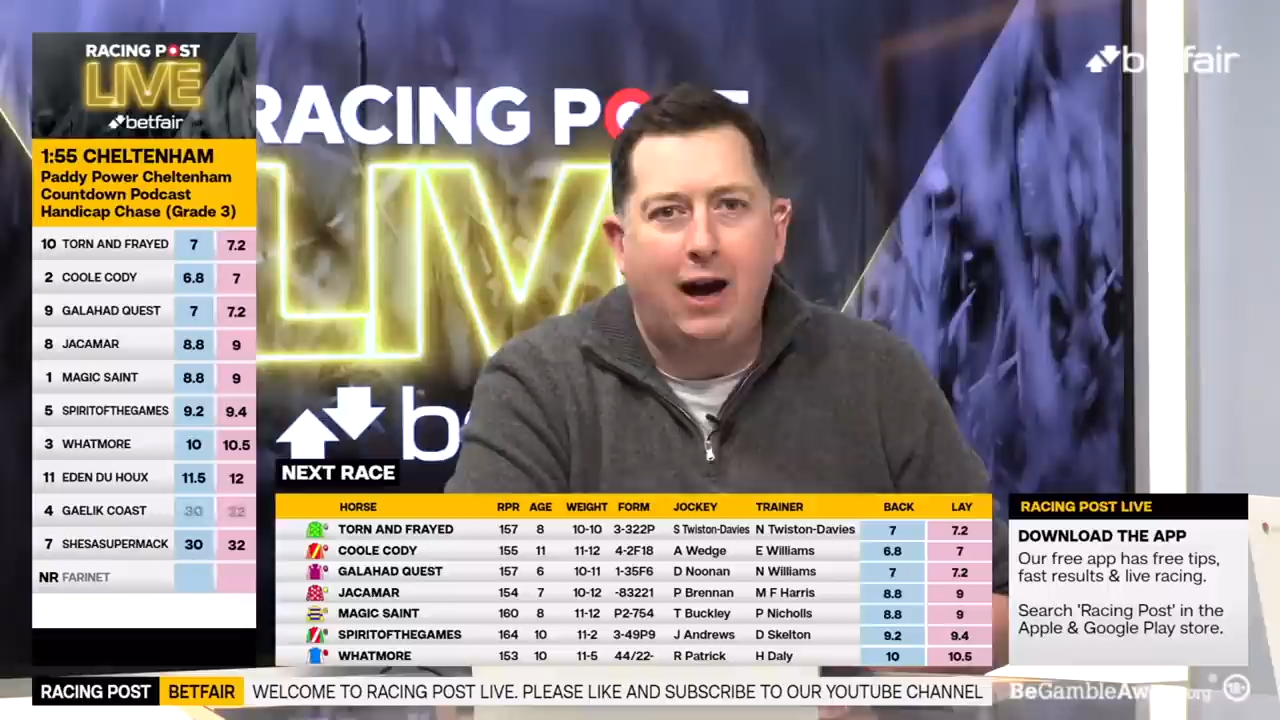 RACING POST
LIVE
betfair
1:55 CHELTENHAM
Paddy Power Cheltenham
Countdown Podcast
Handicap Chase (Grade 3)
10 TORN AND FRAYED 7 7.2
2 COOLE CODY 6.8 7
9 GALAHAD QUEST 7 7.2
8 JACAMAR 8.8 9
1 MAGIC SAINT 8.8 9
5 SPIRITOFTHEGAMES 9.2 9.4
3 WHATMORE 10 10.5
11 EDEN DU HOUX 11.5 12
4 GAELIK COAST 30 32
7 SHESASUPERMACK 30 32
NR FARINET
RACING P
LIV
b
betfair
NEXT RACE
HORSE RPR AGE WEIGHT FORM JOCKEY TRAINER BACK LAY
TORN AND FRAYED 157 8 10-10 3-322P S Twiston-Davies N Twiston-Davies 7 7.2
COOLE CODY 155 11 11-12 4-2F18 A Wedge E Williams 6.8 7
GALAHAD QUEST 157 6 10-11 1-35F6 D Noonan N Williams 7 7.2
JACAMAR 154 7 10-12 -83221 P Brennan M F Harris 8.8 9
MAGIC SAINT 160 8 11-12 P2-754 T Buckley P Nicholls 8.8 9
SPIRITOFTHEGAMES 164 10 11-2 3-49P9 J Andrews D Skelton 9.2 9.4
WHATMORE 153 10 11-5 44/22- R Patrick H Daly 10 10.5
RACING POST LIVE
DOWNLOAD THE APP
Our free app has free tips,
fast results & live racing.
Search 'Racing Post' in the
Apple & Google Play store.
RACING POST BETFAIR WELCOME TO RACING POST LIVE. PLEASE LIKE AND SUBSCRIBE TO OUR YOUTUBE CHANNEL
BeGambleAware.org 18+